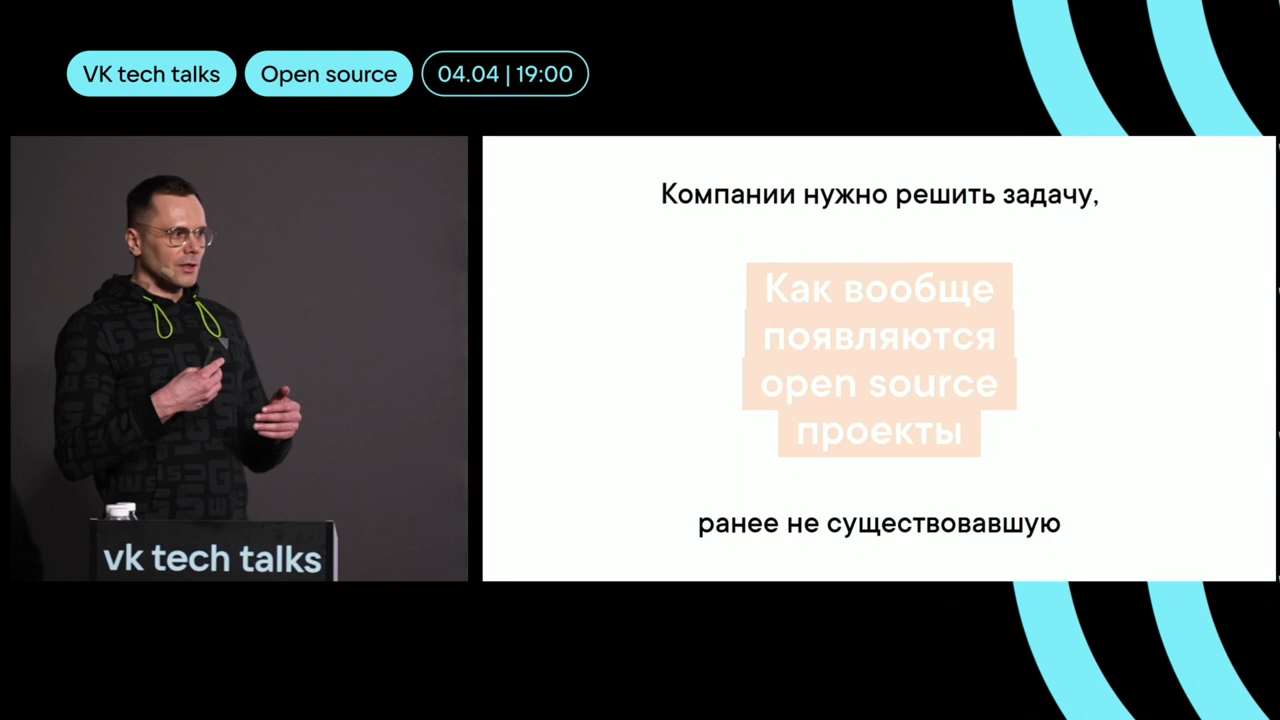 VK tech talks
Open source
04.04 | 19:00
Компании нужно решить задачу,
Как вообще
появляются
open source
проекты
ранее не существовавшую
vk tech talks